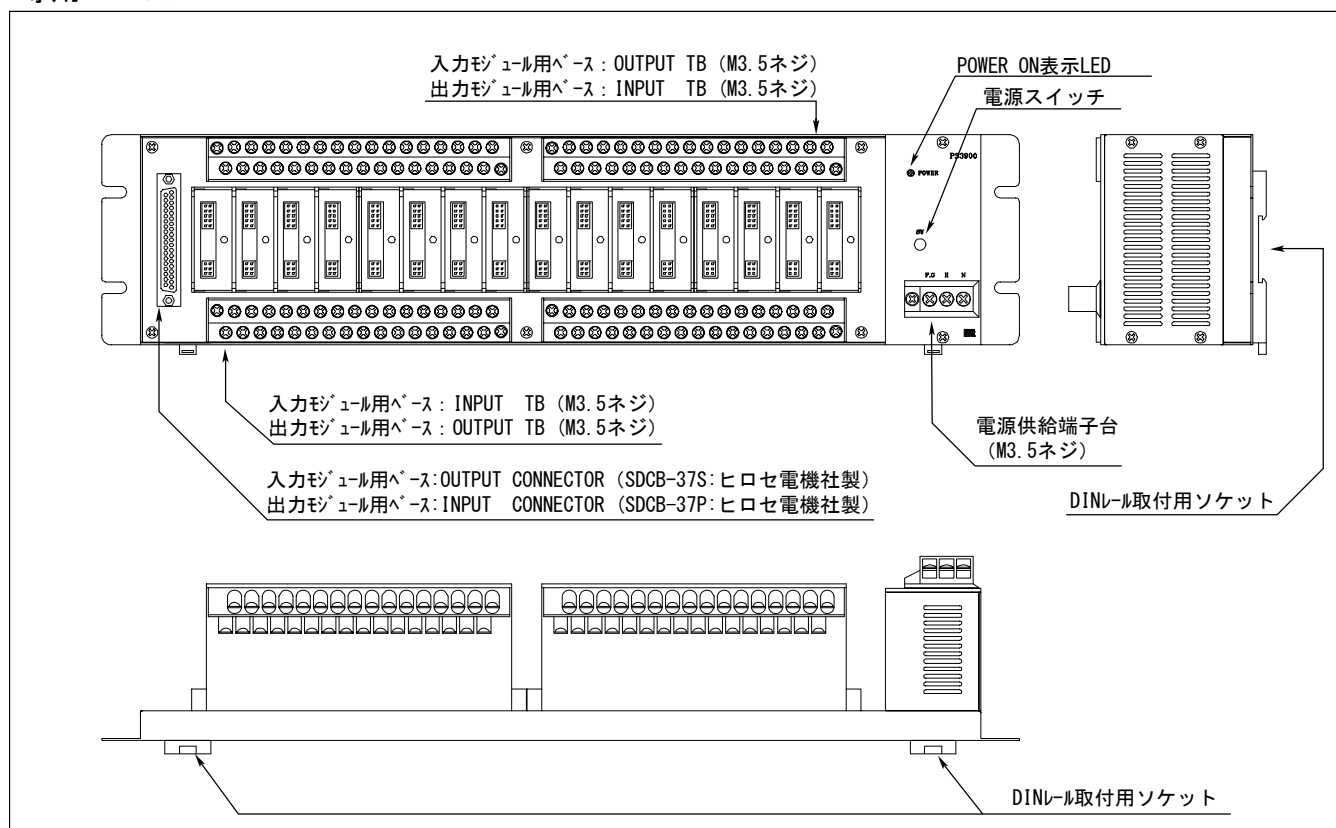 入力ﾓｼﾞｭｰﾙ用ﾍﾞｰｽ：OUTPUT TB (M3.5ネジ)
出力ﾓｼﾞｭｰﾙ用ﾍﾞｰｽ：INPUT TB (M3.5ネジ)
POWER ON表示LED
電源スイッチ
PS3900
POWER
SW
P.G H N
入力ﾓｼﾞｭｰﾙ用ﾍﾞｰｽ：INPUT TB (M3.5ネジ)
出力ﾓｼﾞｭｰﾙ用ﾍﾞｰｽ：OUTPUT TB (M3.5ネジ)
電源供給端子台
(M3.5ネジ)
入力ﾓｼﾞｭｰﾙ用ﾍﾞｰｽ:OUTPUT CONNECTOR (SDCB-37S:ヒロセ電機社製)
出力ﾓｼﾞｭｰﾙ用ﾍﾞｰｽ:INPUT CONNECTOR (SDCB-37P:ヒロセ電機社製)
DINﾚｰﾙ取付用ソケット
DINﾚｰﾙ取付用ソケット